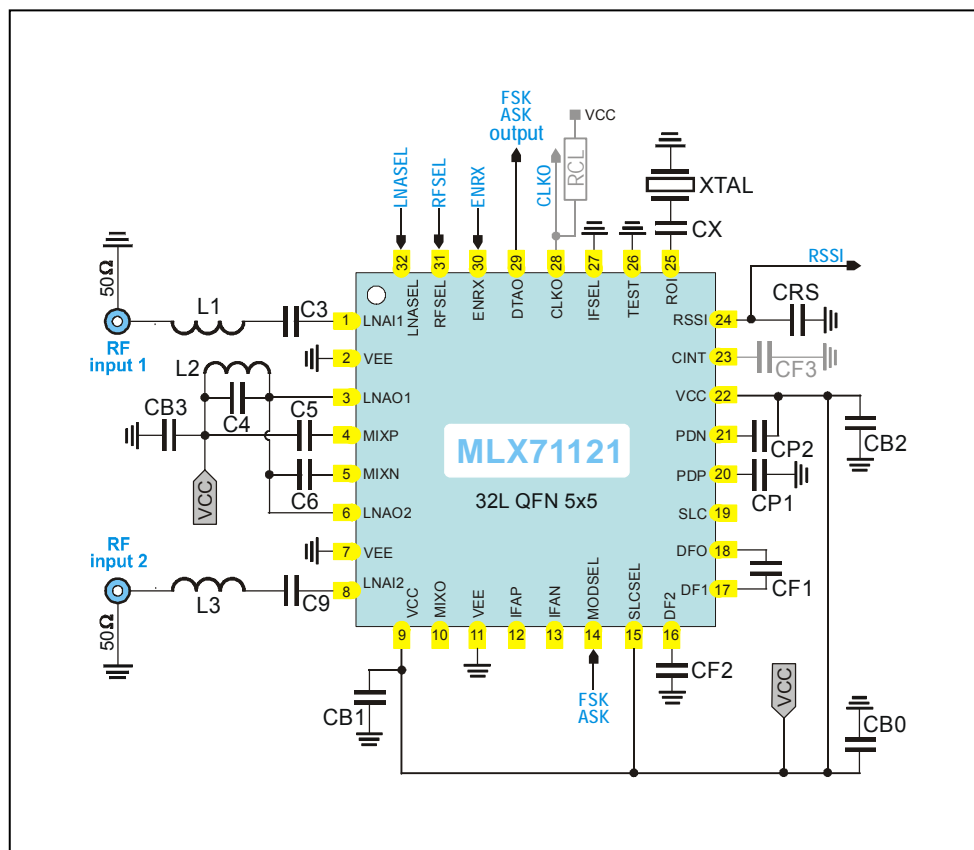 FSK
ASK
output
VCC
LNASEL
RFSEL
ENRX
CLKO
RCL
XTAL
CX
32
31
30
29
28
27
26
25
LNASEL
RFSEL
ENRX
DTAO
CLKO
IFSEL
TEST
ROI
RSSI
50Ω
L1
C3
RF
input 1
1
LNAI1
2
VEE
L2
3
LNAO1
C4
CB3
C5
4
MIXP
5
MIXN
C6
6
LNAO2
VCC
7
VEE
RF
input 2
8
LNAI2
L3
C9
50Ω
MLX71121
32L QFN 5x5
RSSI
24
CRS
CINT
23
CF3
VCC
22
PDN
21
CP2
CB2
PDP
20
CP1
SLC
19
DFO
18
DF1
17
CF1
VCC
MIXO
VEE
IFAP
IFAN
MODSEL
SLCSEL
DF2
9
10
11
12
13
14
15
16
CB1
FSK
ASK
CF2
VCC
CB0